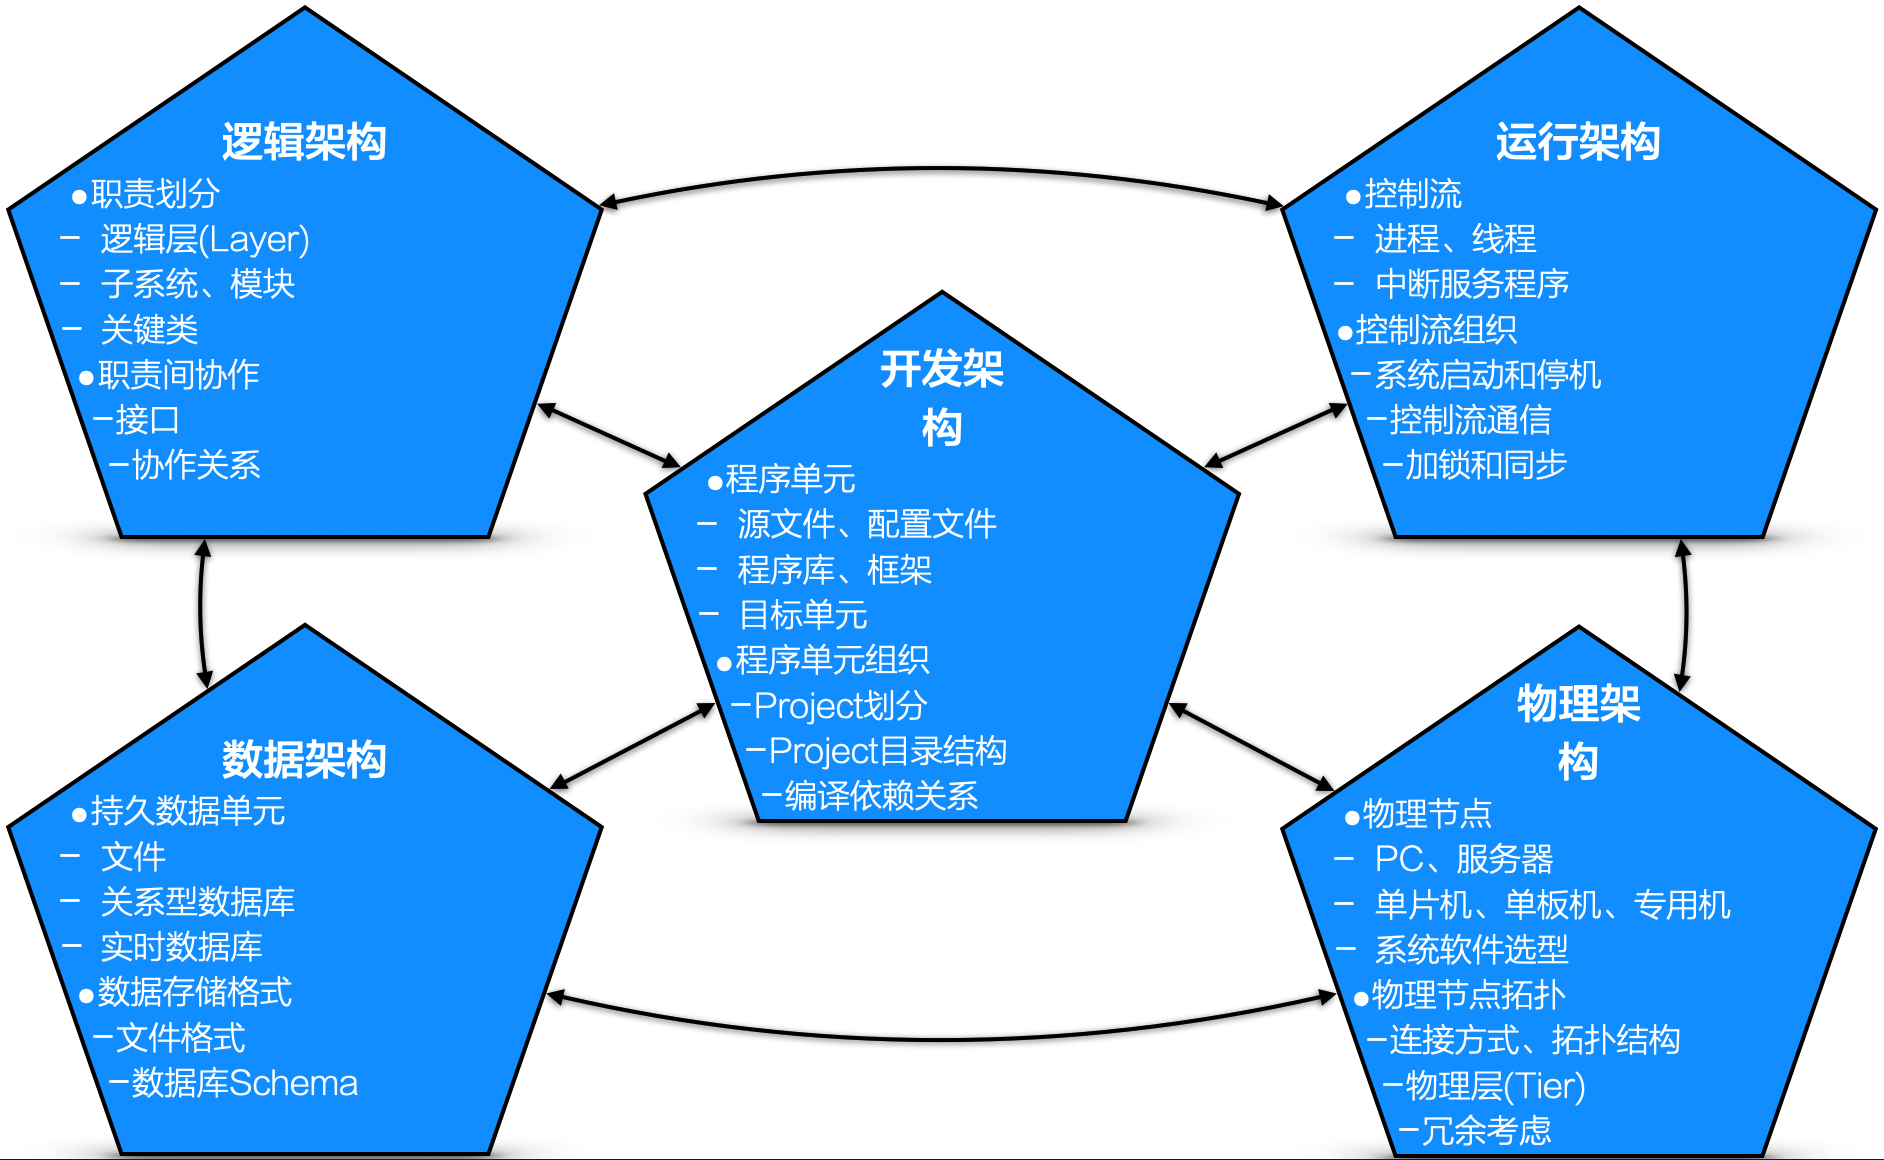 逻辑架构
●职责划分
– 逻辑层(Layer)
– 子系统、模块
– 关键类
●职责间协作
–接口
–协作关系
运行架构
●控制流
– 进程、线程
– 中断服务程序
●控制流组织
–系统启动和停机
–控制流通信
–加锁和同步
开发架
构
●程序单元
– 源文件、配置文件
– 程序库、框架
– 目标单元
●程序单元组织
–Project划分
–Project目录结构
–编译依赖关系
数据架构
●持久数据单元
– 文件
– 关系型数据库
– 实时数据库
●数据存储格式
–文件格式
–数据库Schema
物理架
构
●物理节点
– PC、服务器
– 单片机、单板机、专用机
– 系统软件选型
●物理节点拓扑
–连接方式、拓扑结构
–物理层(Tier)
–冗余考虑